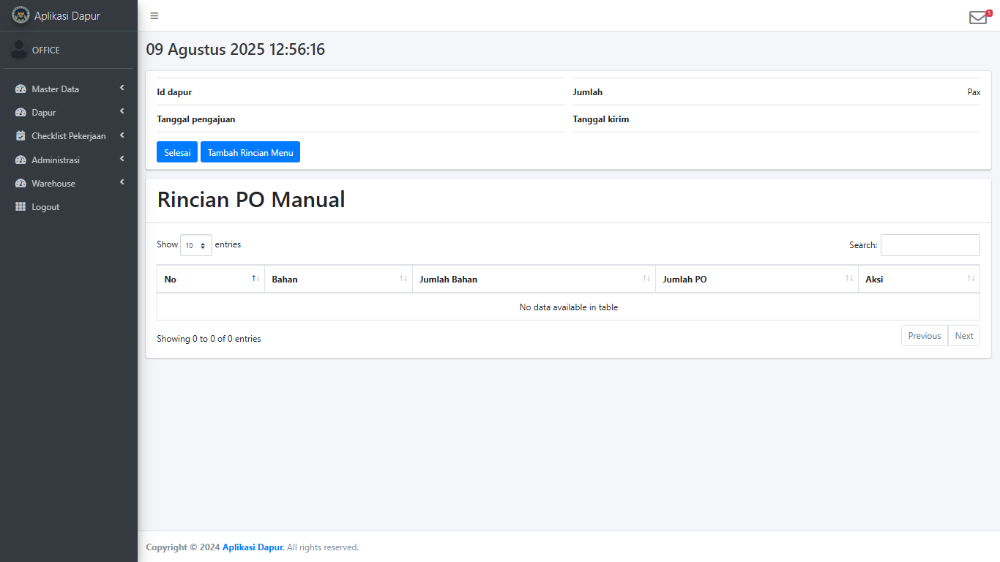 Aplikasi Dapur
5
OFFICE
09 Agustus 2025 12:56:16
Master Data
Dapur
Checklist Pekerjaan
Administrasi
Warehouse
Logout
Id dapur
Jumlah Pax
Tanggal pengajuan
Tanggal kirim
Selesai Tambah Rincian Menu
Rincian PO Manual
Show 10 entries
Search:
No Bahan Jumlah Bahan Jumlah PO Aksi
No data available in table
Showing 0 to 0 of 0 entries
Previous Next
Copyright © 2024 Aplikasi Dapur. All rights reserved.